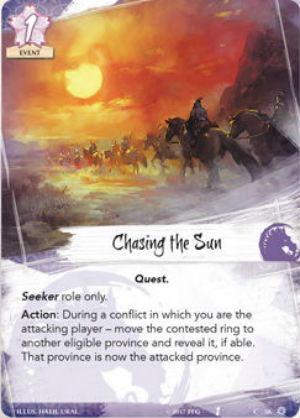 1
EVENT
Chasing the Sun
Quest.
Seeker role only.
Action: During a conflict in which you are the
attacking player – move the contested ring to
another eligible province and reveal it, if able.
That province is now the attacked province.
ILLUS. HALIL URAL
©2017 FFG